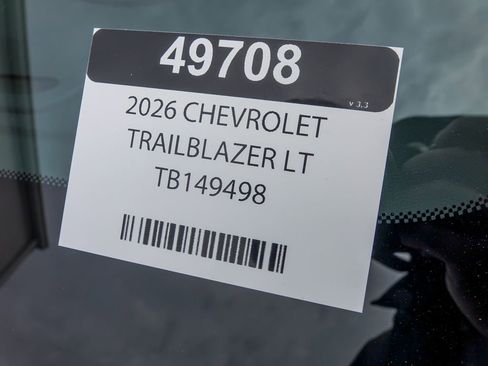 49708
v 3.3
2026 CHEVROLET
TRAILBLAZER LT
TB149498